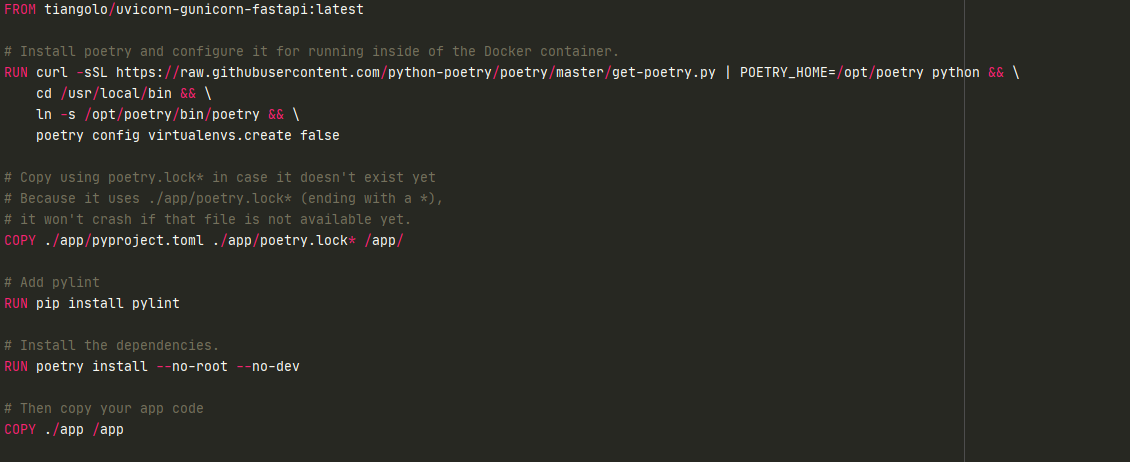 FROM tiangolo/uvicorn-gunicorn-fastapi:latest
# Install poetry and configure it for running inside of the Docker container.
RUN curl -sSL https://raw.githubusercontent.com/python-poetry/poetry/master/get-poetry.py | POETRY_HOME=/opt/poetry python && \
    cd /usr/local/bin && \
    ln -s /opt/poetry/bin/poetry && \
    poetry config virtualenvs.create false
# Copy using poetry.lock* in case it doesn't exist yet
# Because it uses ./app/poetry.lock* (ending with a *),
# it won't crash if that file is not available yet.
COPY ./app/pyproject.toml ./app/poetry.lock* /app/
# Add pylint
RUN pip install pylint
# Install the dependencies.
RUN poetry install --no-root --no-dev
# Then copy your app code
COPY ./app /app